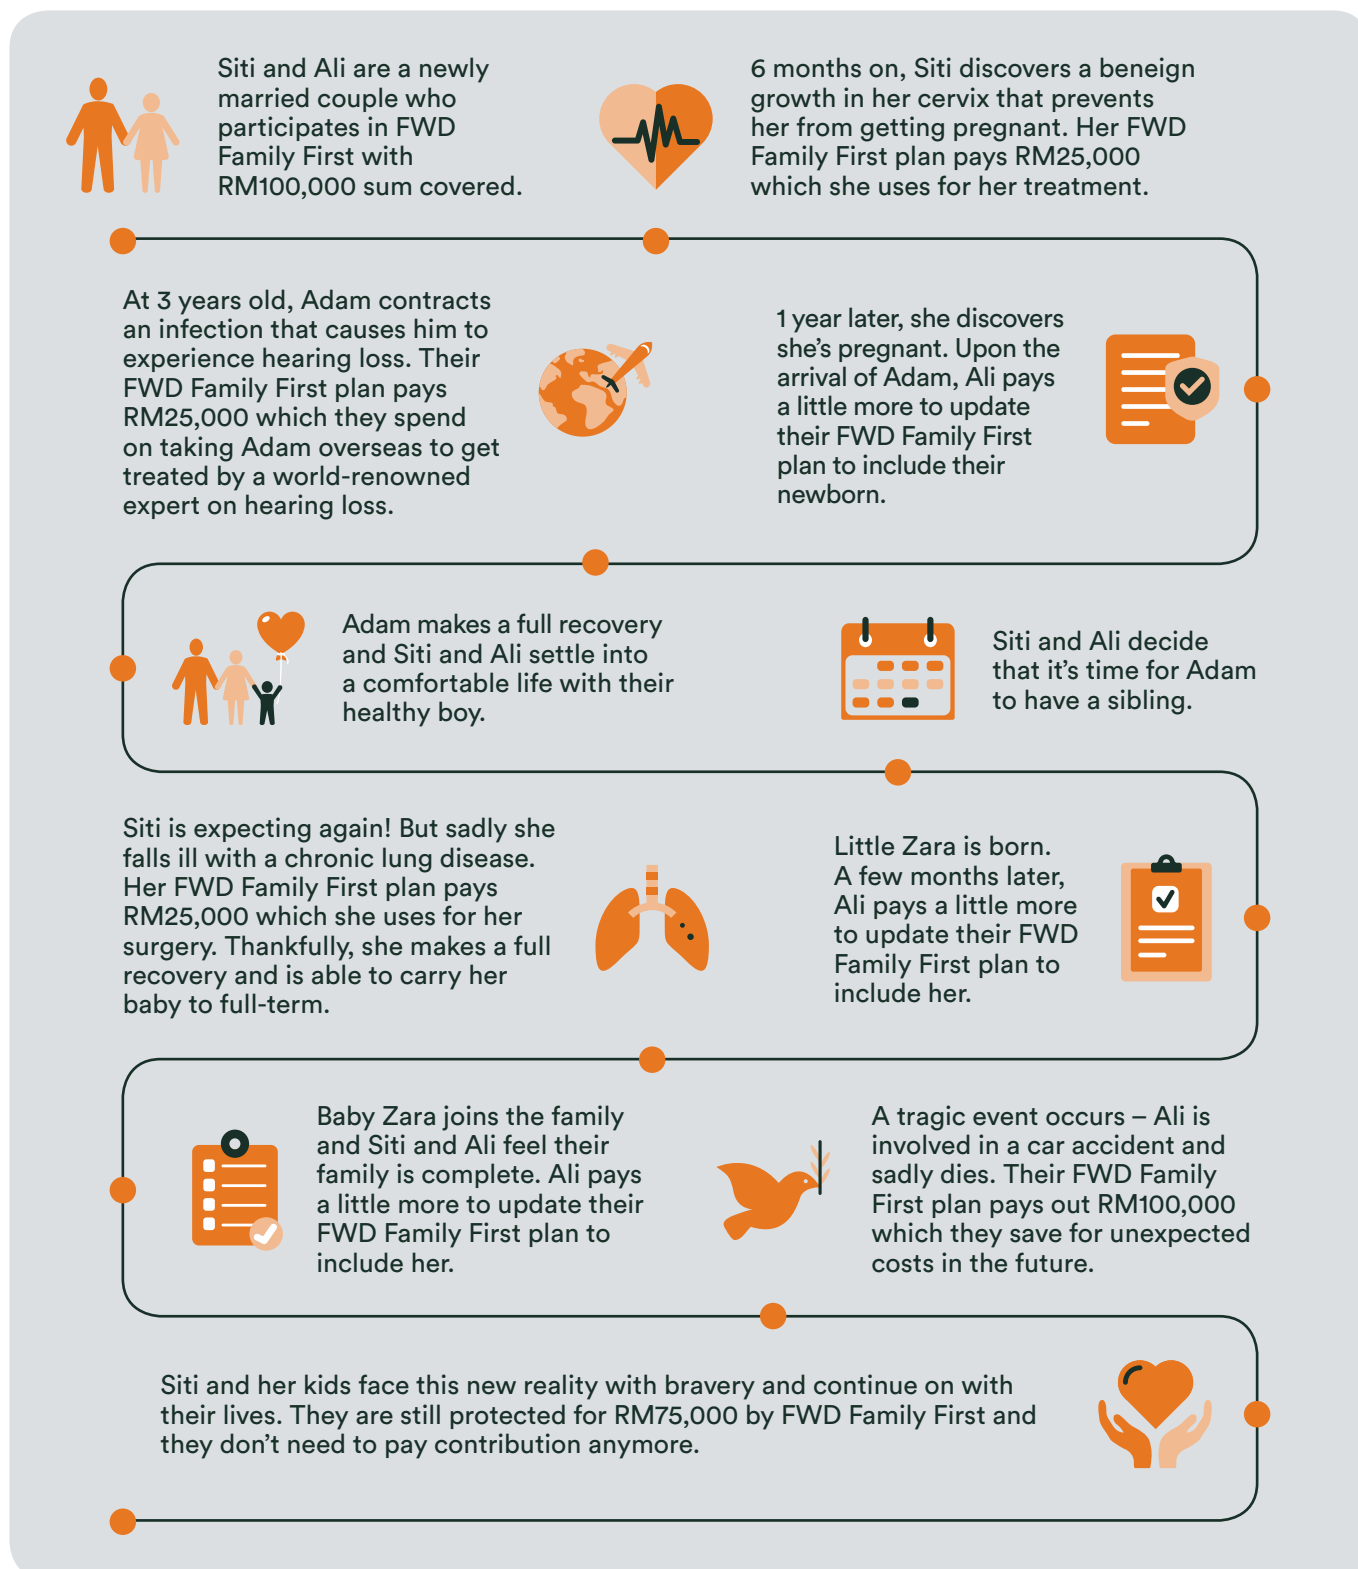 Siti and Ali are a newly
married couple who
participates in FWD
Family First with
RM100,000 sum covered.
6 months on, Siti discovers a beneign
growth in her cervix that prevents
her from getting pregnant. Her FWD
Family First plan pays RM25,000
which she uses for her treatment.
1 year later, she discovers
she's pregnant. Upon the
arrival of Adam, Ali pays
a little more to update
their FWD Family First
plan to include their
newborn.
At 3 years old, Adam contracts
an infection that causes him to
experience hearing loss. Their
FWD Family First plan pays
RM25,000 which they spend
on taking Adam overseas to get
treated by a world-renowned
expert on hearing loss.
Adam makes a full recovery
and Siti and Ali settle into
a comfortable life with their
healthy boy.
Siti and Ali decide
that it's time for Adam
to have a sibling.
Siti is expecting again! But sadly she
falls ill with a chronic lung disease.
Her FWD Family First plan pays
RM25,000 which she uses for her
surgery. Thankfully, she makes a full
recovery and is able to carry her
baby to full-term.
Little Zara is born.
A few months later,
Ali pays a little more
to update their FWD
Family First plan to
include her.
Baby Zara joins the family
and Siti and Ali feel their
family is complete. Ali pays
a little more to update their
FWD Family First plan to
include her.
A tragic event occurs – Ali is
involved in a car accident and
sadly dies. Their FWD Family
First plan pays out RM100,000
which they save for unexpected
costs in the future.
Siti and her kids face this new reality with bravery and continue on with
their lives. They are still protected for RM75,000 by FWD Family First and
they don't need to pay contribution anymore.